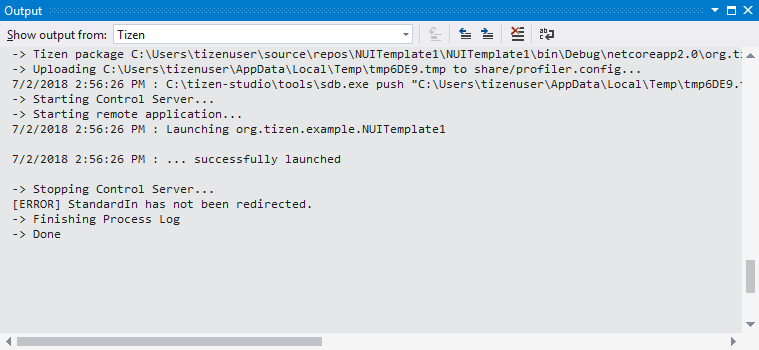 Output
Show output from: Tizen
-> Tizen package C:\Users\tizenuser\source\repos\NUITemplate1\NUITemplate1\bin\Debug\netcoreapp2.0\org.ti
-> Uploading C:\Users\tizenuser\AppData\Local\Temp\tmp6DE9.tmp to share/profiler.config...
7/2/2018 2:56:26 PM : C:\tizen-studio\tools\sdb.exe push "C:\Users\tizenuser\AppData\Local\Temp\tmp6DE9.t
-> Starting Control Server...
-> Starting remote application...
7/2/2018 2:56:26 PM : Launching org.tizen.example.NUITemplate1
7/2/2018 2:56:26 PM : ... successfully launched
-> Stopping Control Server...
[ERROR] StandardIn has not been redirected.
-> Finishing Process Log
-> Done